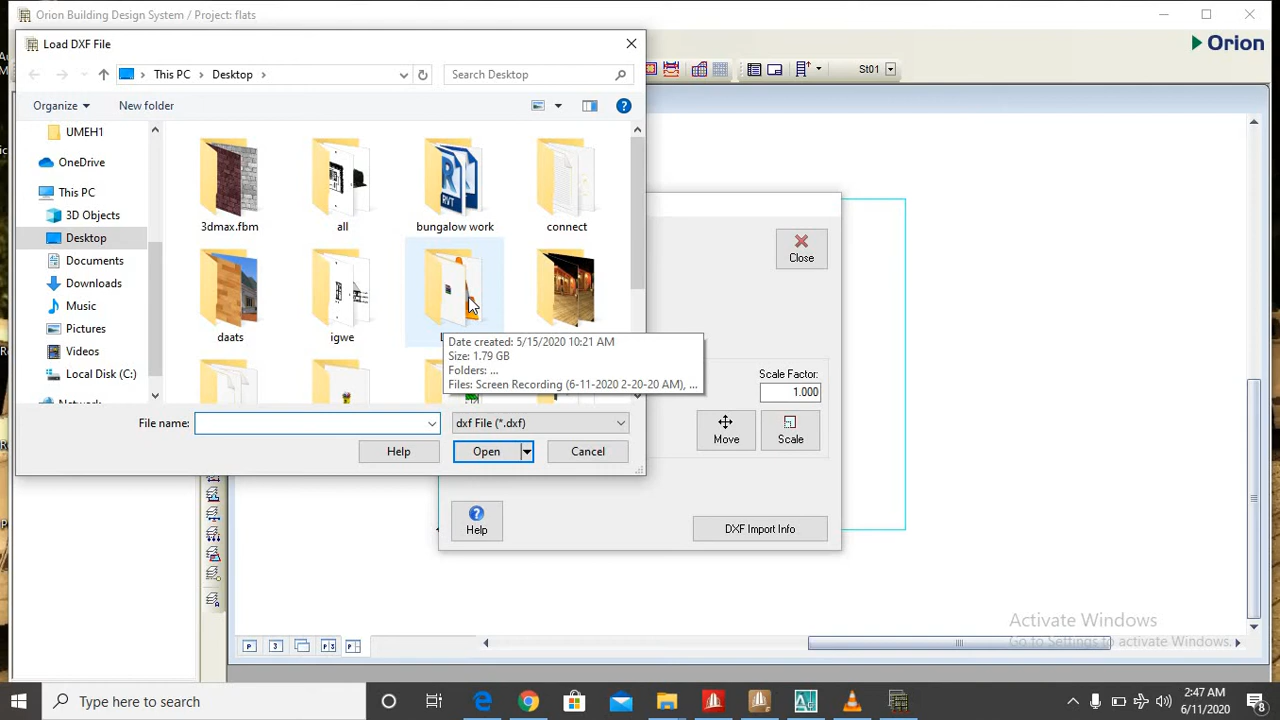 Orion Building Design System / Project: flats
Load DXF File
Orion
This PC
Desktop
Search Desktop
St01
Organize
New folder
UMEH1
OneDrive
This PC
3D Objects
Desktop
Documents
Downloads
Music
Pictures
Videos
Local Disk (C:)
3dmax.fbm
all
bungalow work
connect
daats
igwe
Date created: 5/15/2020 10:21 AM
Size: 1.79 GB
Folders: ...
Files: Screen Recording (6-11-2020 2-20-20 AM), ...
File name:
dxf File (*.dxf)
Help
Open
Cancel
Close
Scale Factor:
1.000
Move
Scale
Help
DXF Import Info
Activate Windows
Go to Settings to activate Windows.
Type here to search
2:47 AM
6/11/2020
8